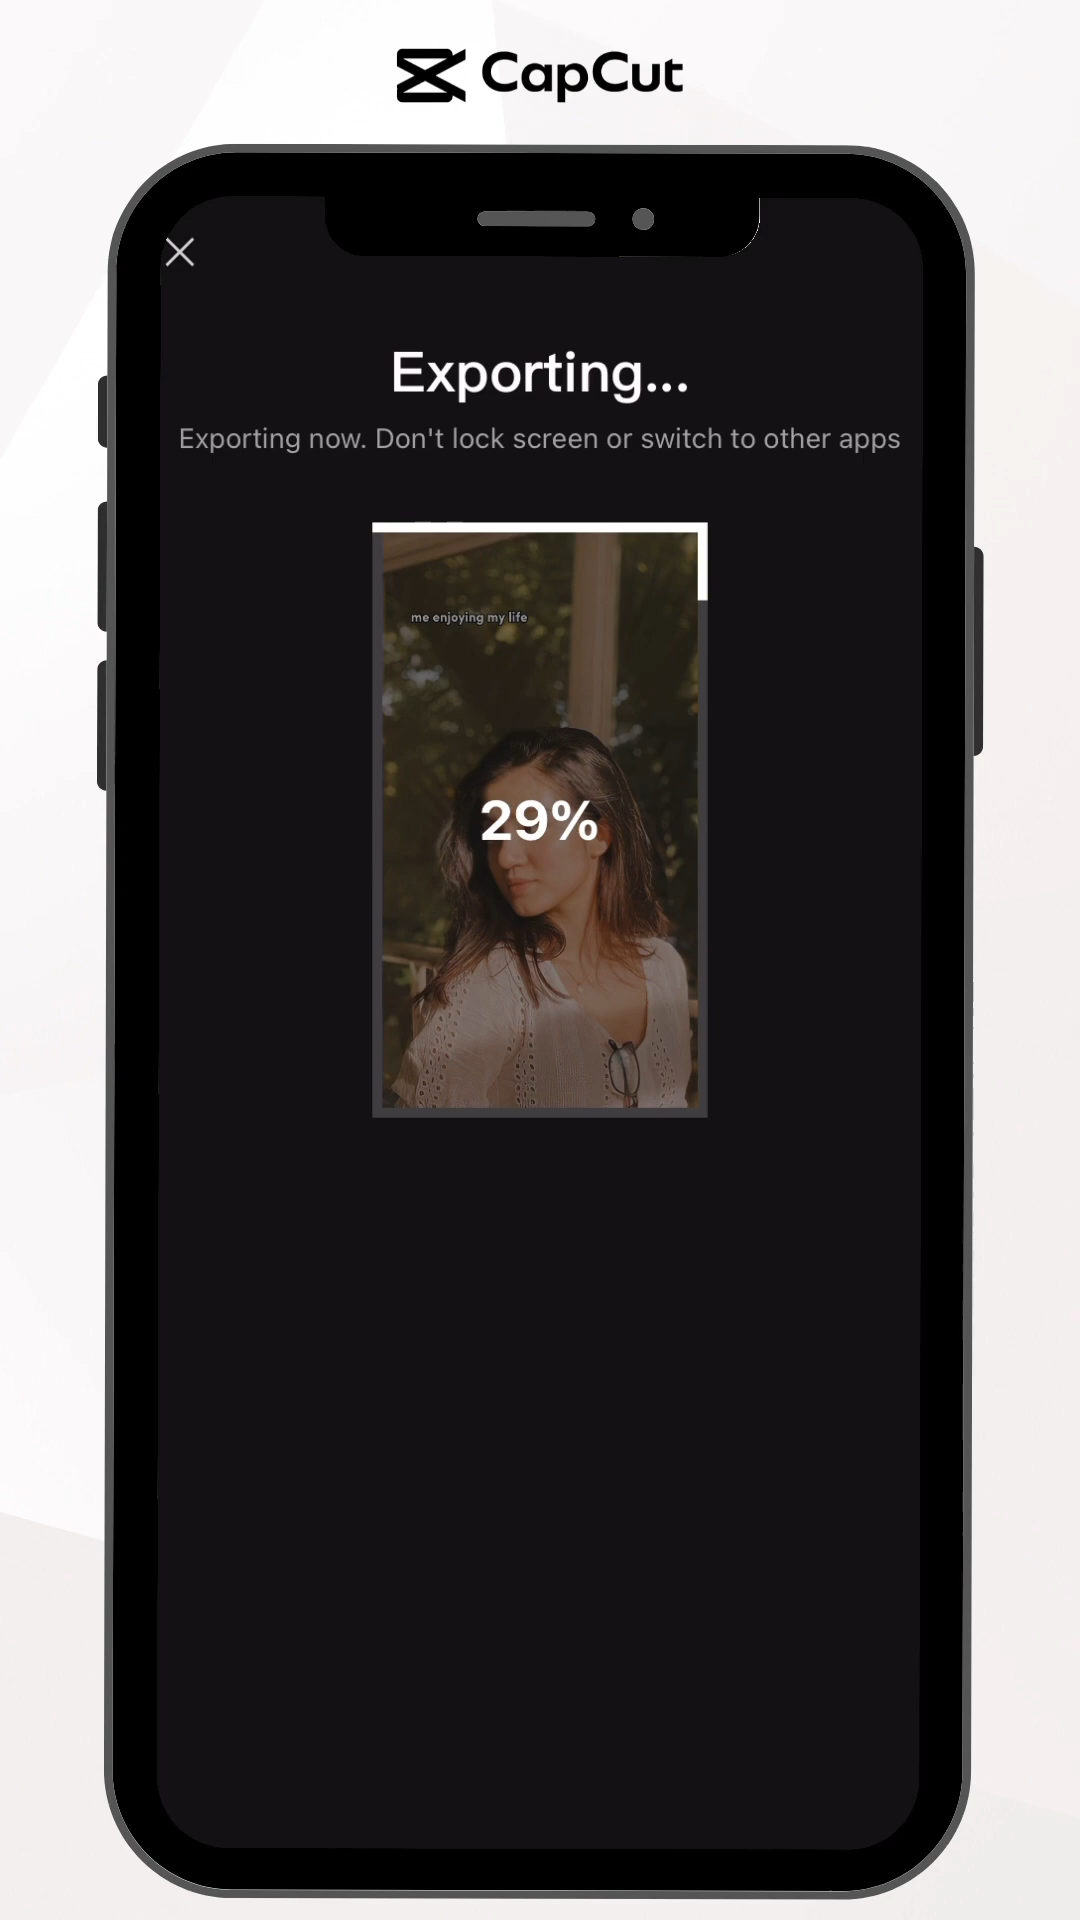 CapCut
Exporting...
Exporting now. Don't lock screen or switch to other apps
me enjoying my life
29%